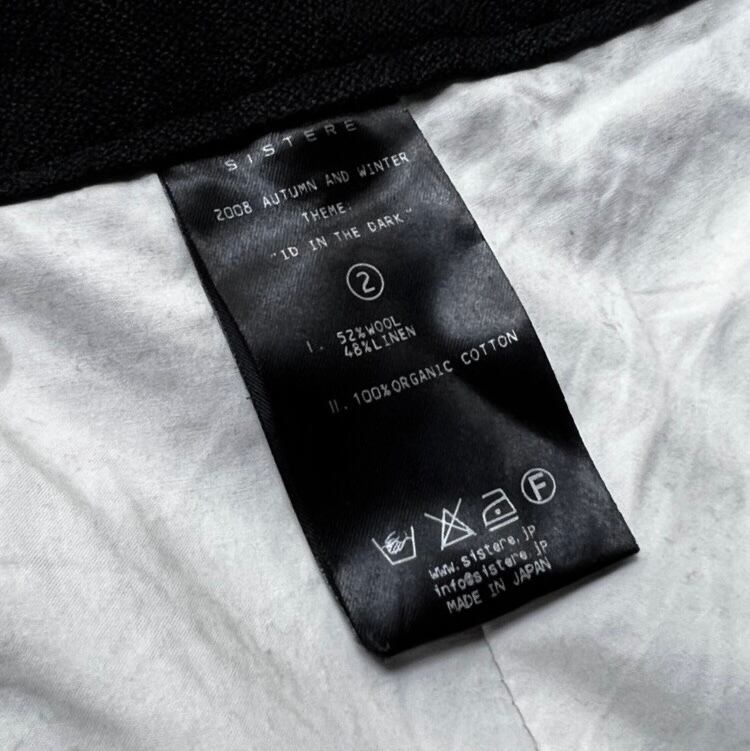 SISTERE
2008 AUTUMN AND WINTER
THEME.
"ID IN THE DARK"
2
I. 52%WOOL
48%LINEN
II. 100%ORGANIC COTTON
F
www.sistere.jp
info@sistere.jp
MADE IN JAPAN